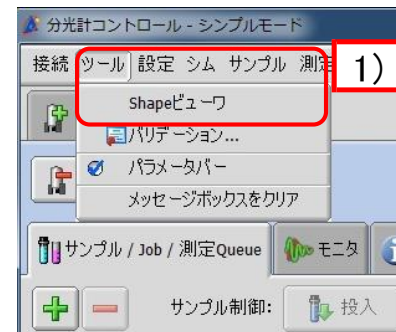 分光計コントロール - シンプルモード
接続 ツール 設定 シム サンプル 測定
1)
Shapeビューワ
バリデーション...
パラメータバー
メッセージボックスをクリア
サンプル / Job / 測定Queue モニタ
サンプル制御: 投入